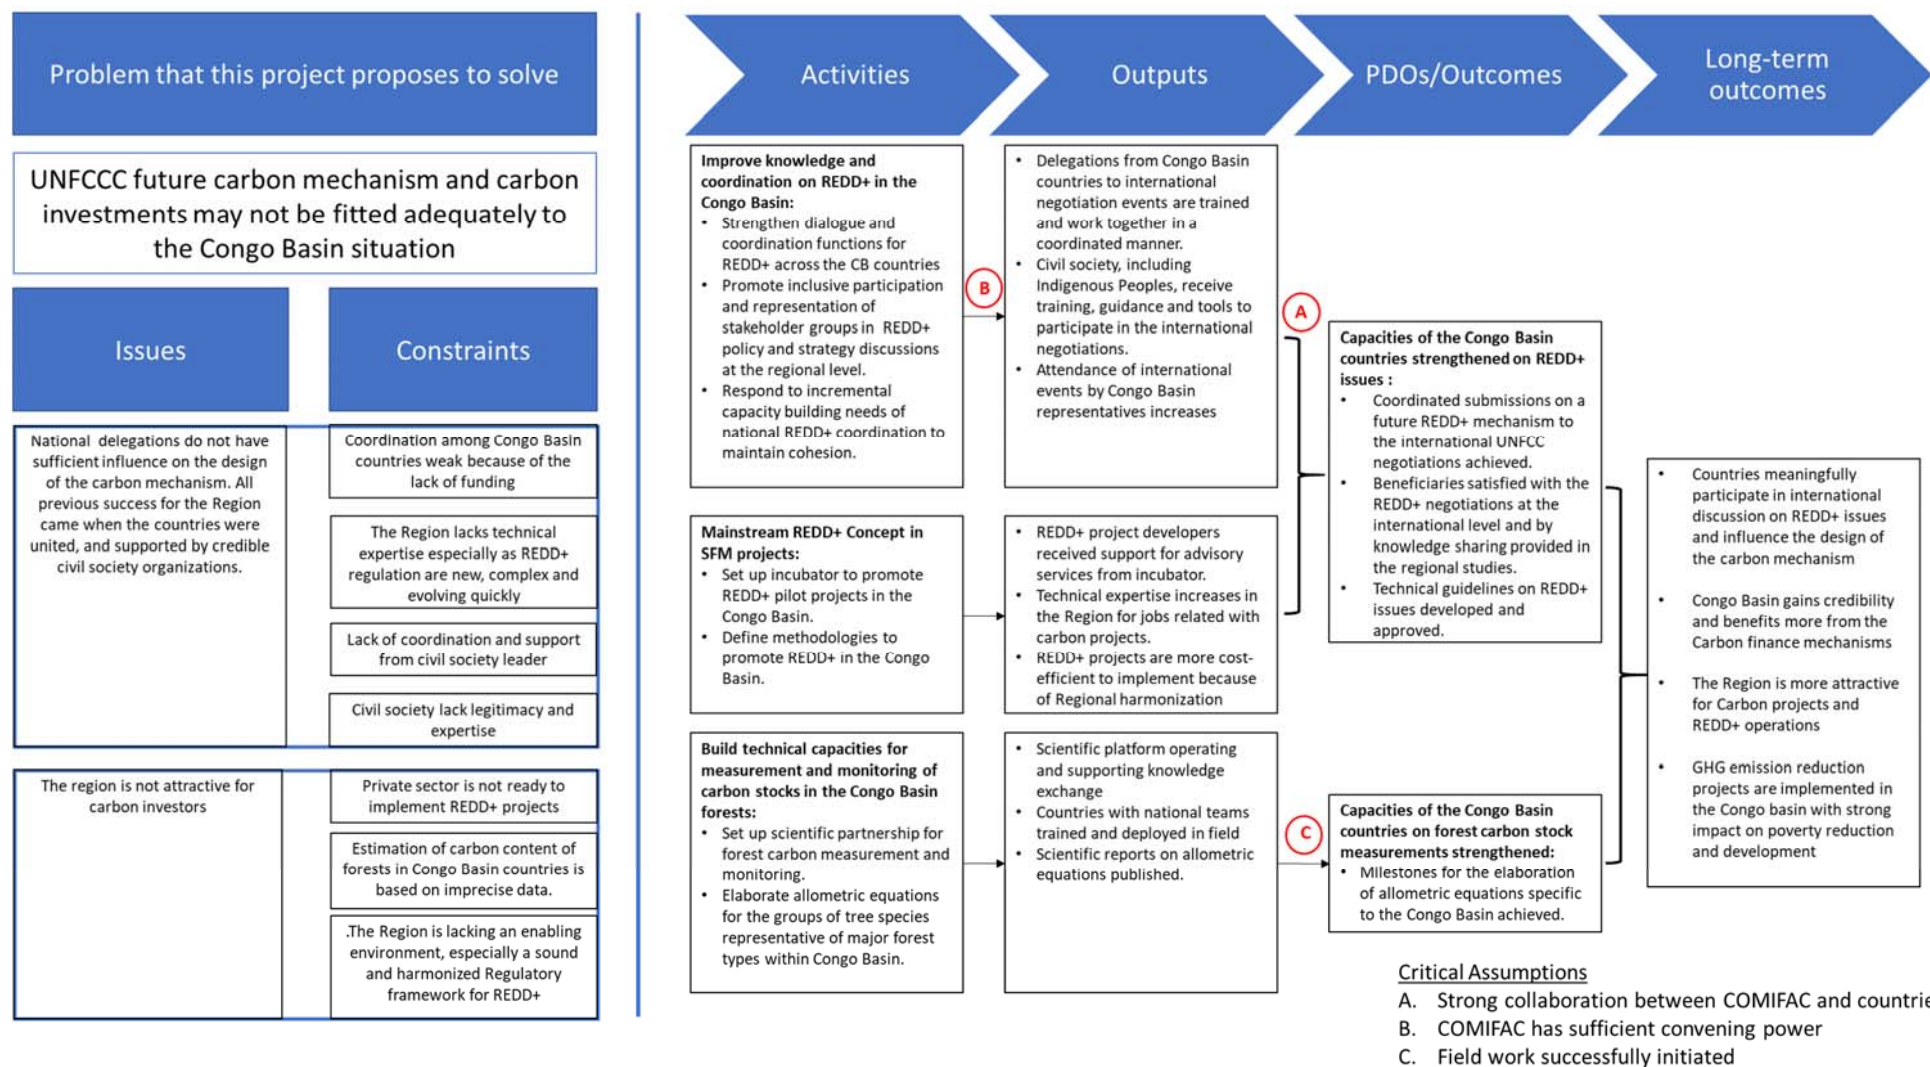 Problem that this project proposes to solve
UNFCCC future carbon mechanism and carbon
investments may not be fitted adequately to
the Congo Basin situation
Issues
Constraints
National delegations do not have
sufficient influence on the design
of the carbon mechanism. All
previous success for the Region
came when the countries were
united, and supported by credible
civil society organizations.
Coordination among Congo Basin
countries weak because of the
lack of funding
The Region lacks technical
expertise especially as REDD+
regulation are new, complex and
evolving quickly
Lack of coordination and support
from civil society leader
Civil society lack legitimacy and
expertise
The region is not attractive for
carbon investors
Private sector is not ready to
implement REDD+ projects
Estimation of carbon content of
forests in Congo Basin countries is
based on imprecise data.
.The Region is lacking an enabling
environment, especially a sound
and harmonized Regulatory
framework for REDD+
Activities
Outputs
PDOs/Outcomes
Long-term
outcomes
Improve knowledge and
coordination on REDD+ in the
Congo Basin:
• Strengthen dialogue and
coordination functions for
REDD+ across the CB countries
• Promote inclusive participation
and representation of
stakeholder groups in REDD+
policy and strategy discussions
at the regional level.
• Respond to incremental
capacity building needs of
national REDD+ coordination to
maintain cohesion.
B
• Delegations from Congo Basin
countries to international
negotiation events are trained
and work together in a
coordinated manner.
• Civil society, including
Indigenous Peoples, receive
training, guidance and tools to
participate in the international
negotiations.
• Attendance of international
events by Congo Basin
representatives increases
A
Mainstream REDD+ Concept in
SFM projects:
• Set up incubator to promote
REDD+ pilot projects in the
Congo Basin.
• Define methodologies to
promote REDD+ in the Congo
Basin.
• REDD+ project developers
received support for advisory
services from incubator.
• Technical expertise increases in
the Region for jobs related with
carbon projects.
• REDD+ projects are more cost-
efficient to implement because
of Regional harmonization
Build technical capacities for
measurement and monitoring of
carbon stocks in the Congo Basin
forests:
• Set up scientific partnership for
forest carbon measurement and
monitoring.
• Elaborate allometric equations
for the groups of tree species
representative of major forest
types within Congo Basin.
• Scientific platform operating
and supporting knowledge
exchange
• Countries with national teams
trained and deployed in field
• Scientific reports on allometric
equations published.
C
Capacities of the Congo Basin
countries strengthened on REDD+
issues :
• Coordinated submissions on a
future REDD+ mechanism to
the international UNFCC
negotiations achieved.
• Beneficiaries satisfied with the
REDD+ negotiations at the
international level and by
knowledge sharing provided in
the regional studies.
• Technical guidelines on REDD+
issues developed and
approved.
Capacities of the Congo Basin
countries on forest carbon stock
measurements strengthened:
• Milestones for the elaboration
of allometric equations specific
to the Congo Basin achieved.
• Countries meaningfully
participate in international
discussion on REDD+ issues
and influence the design of
the carbon mechanism
• Congo Basin gains credibility
and benefits more from the
Carbon finance mechanisms
• The Region is more attractive
for Carbon projects and
REDD+ operations
• GHG emission reduction
projects are implemented in
the Congo basin with strong
impact on poverty reduction
and development
Critical Assumptions
A. Strong collaboration between COMIFAC and countrie
B. COMIFAC has sufficient convening power
C. Field work successfully initiated